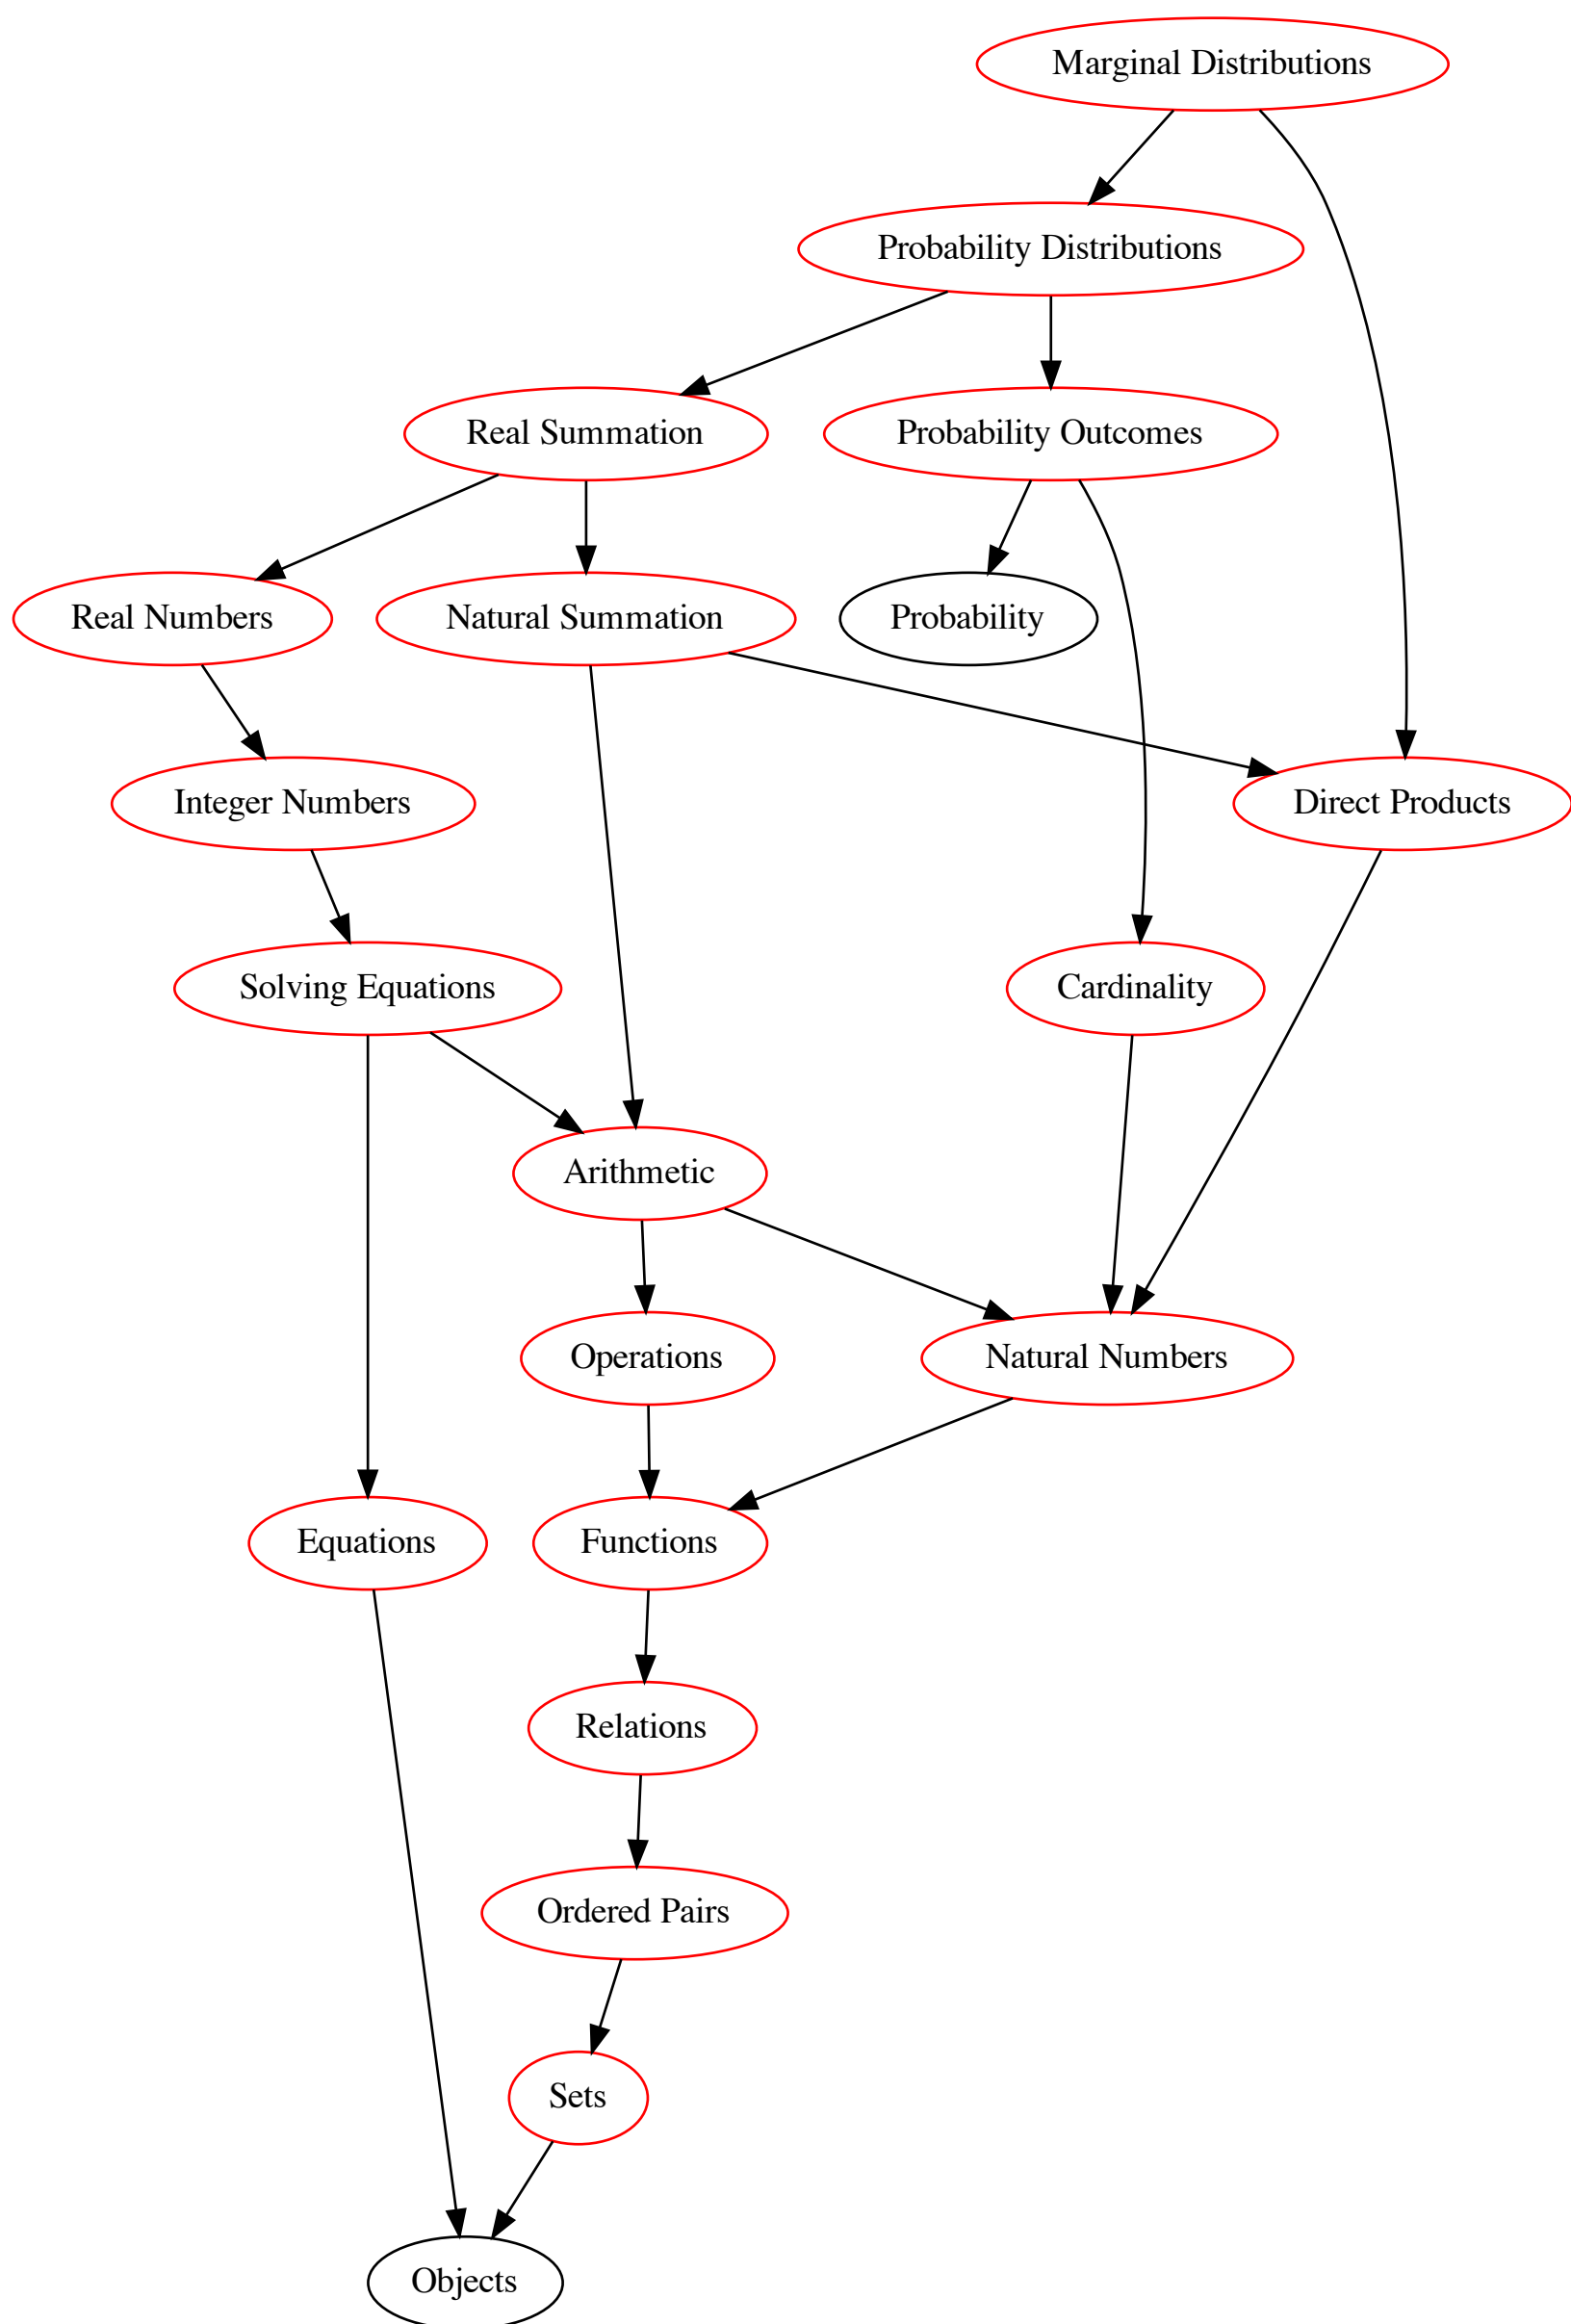 Marginal Distributions
Probability Distributions
Real Summation
Probability Outcomes
Real Numbers
Natural Summation
Probability
Integer Numbers
Direct Products
Solving Equations
Cardinality
Arithmetic
Operations
Natural Numbers
Equations
Functions
Relations
Ordered Pairs
Sets
Objects